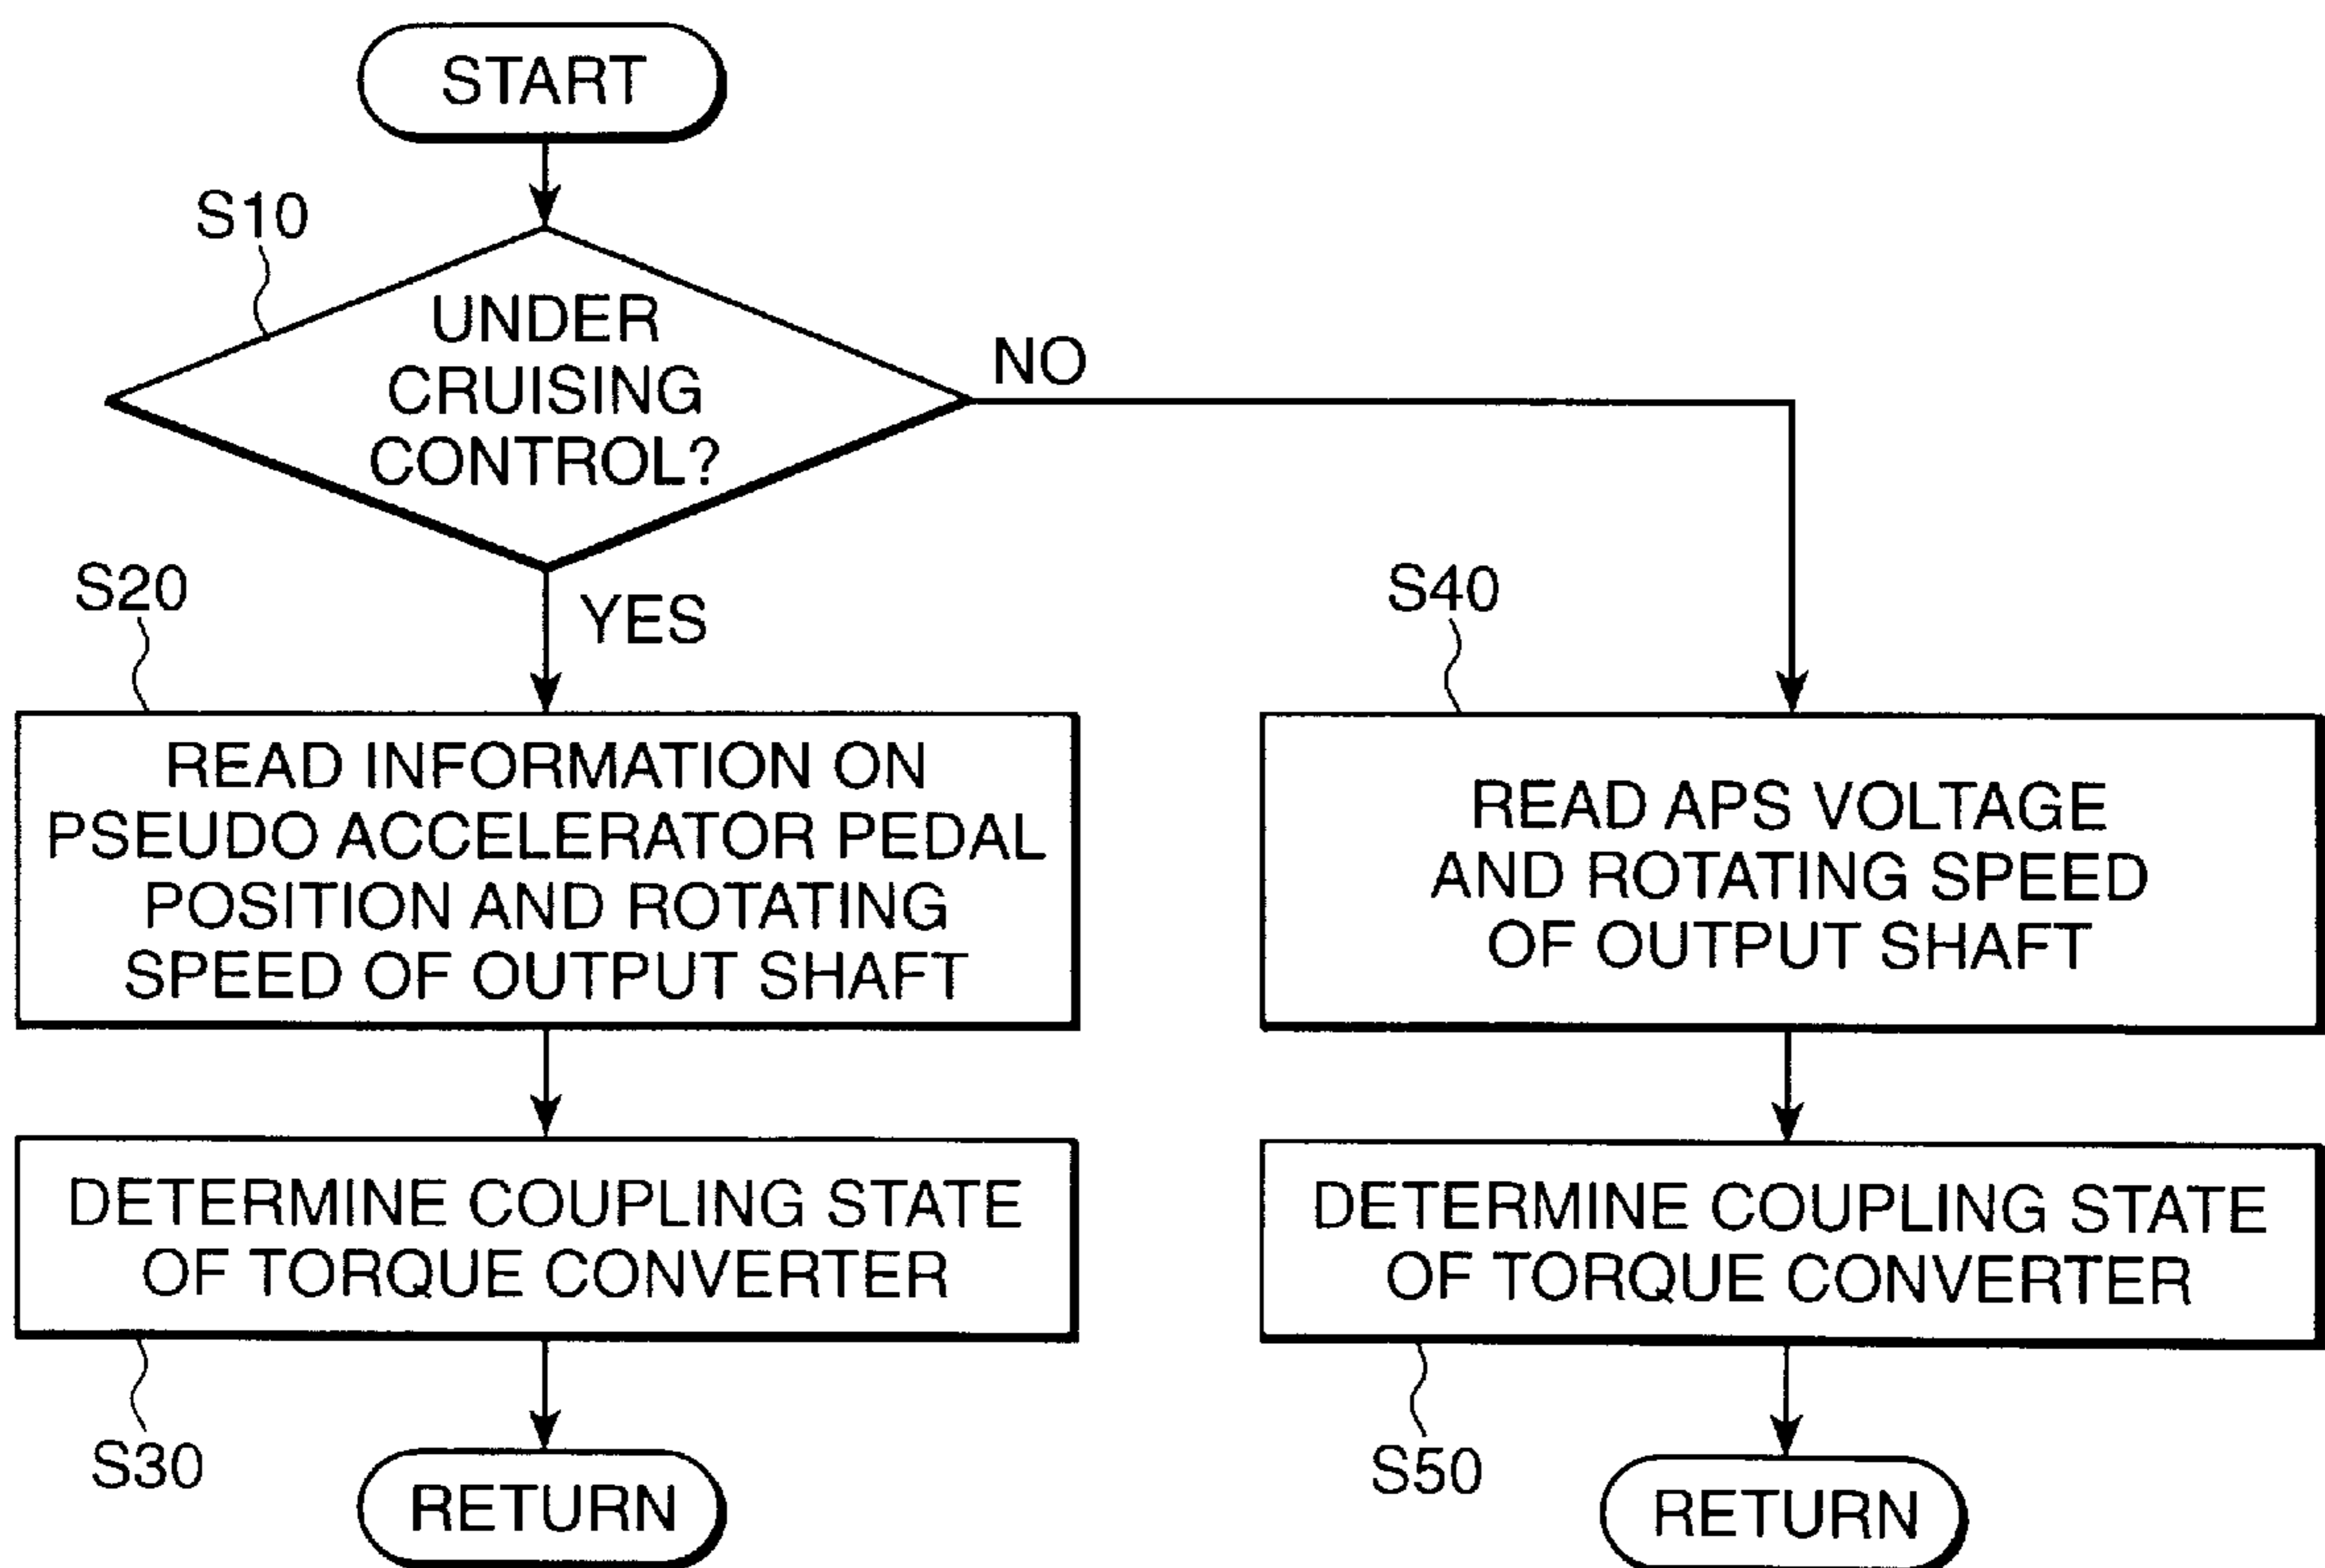 START
S10
UNDER
CRUISING
CONTROL?
NO
YES
S20
READ INFORMATION ON
PSEUDO ACCELERATOR PEDAL
POSITION AND ROTATING
SPEED OF OUTPUT SHAFT
DETERMINE COUPLING STATE
OF TORQUE CONVERTER
S30
RETURN
S40
READ APS VOLTAGE
AND ROTATING SPEED
OF OUTPUT SHAFT
DETERMINE COUPLING STATE
OF TORQUE CONVERTER
S50
RETURN